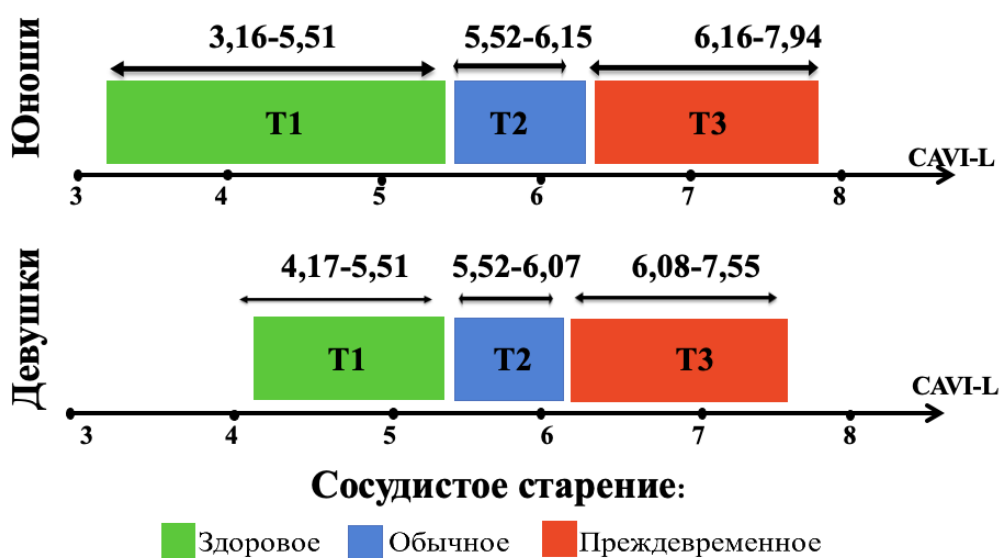 Юноши
3,16-5,51 5,52-6,15 6,16-7,94
T1 T2 T3
CAVI-L
3 4 5 6 7 8
Девушки
4,17-5,51 5,52-6,07 6,08-7,55
T1 T2 T3
CAVI-L
3 4 5 6 7 8
Сосудистое старение:
Здоровое Обычное Преждевременное